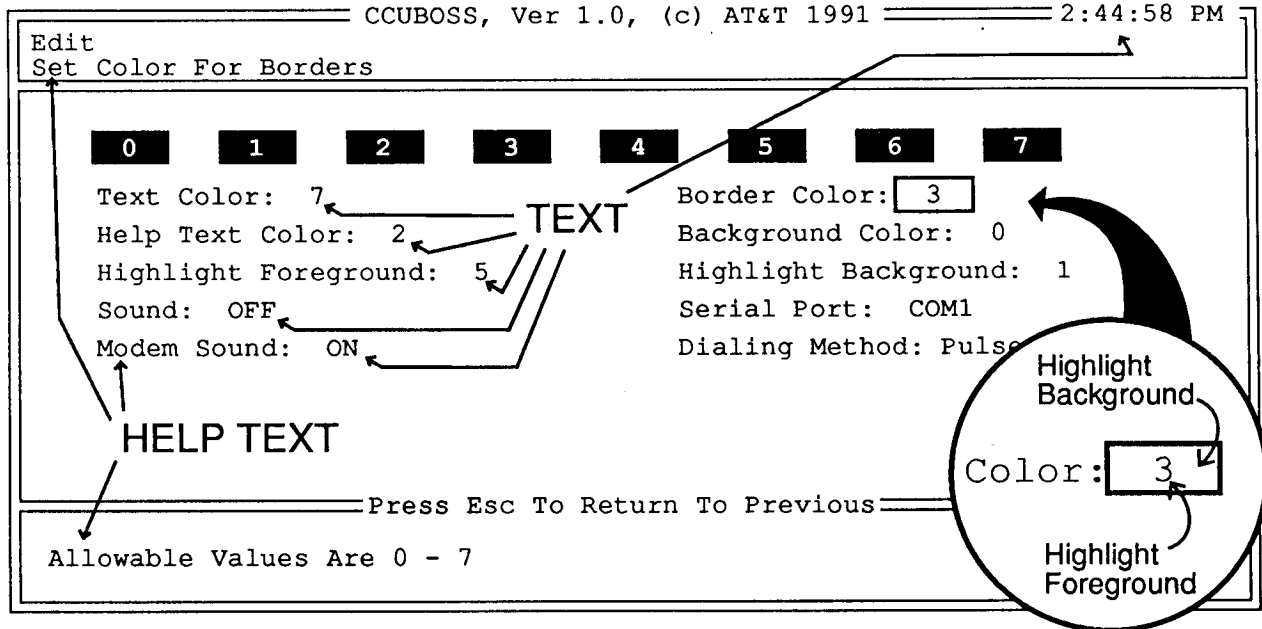 CCUBOSS, Ver 1.0, (c) AT&T 1991 2:44:58 PM
Edit
Set Color For Borders
0 1 2 3 4 5 6 7
Text Color: 7
Help Text Color: 2
Highlight Foreground: 5
Sound: OFF
Modem Sound: ON
TEXT
Border Color: 3
Background Color: 0
Highlight Background: 1
Serial Port: COM1
Dialing Method: Pulse
HELP TEXT
Highlight
Background
Color: 3
Highlight
Foreground
Press Esc To Return To Previous
Allowable Values Are 0 - 7